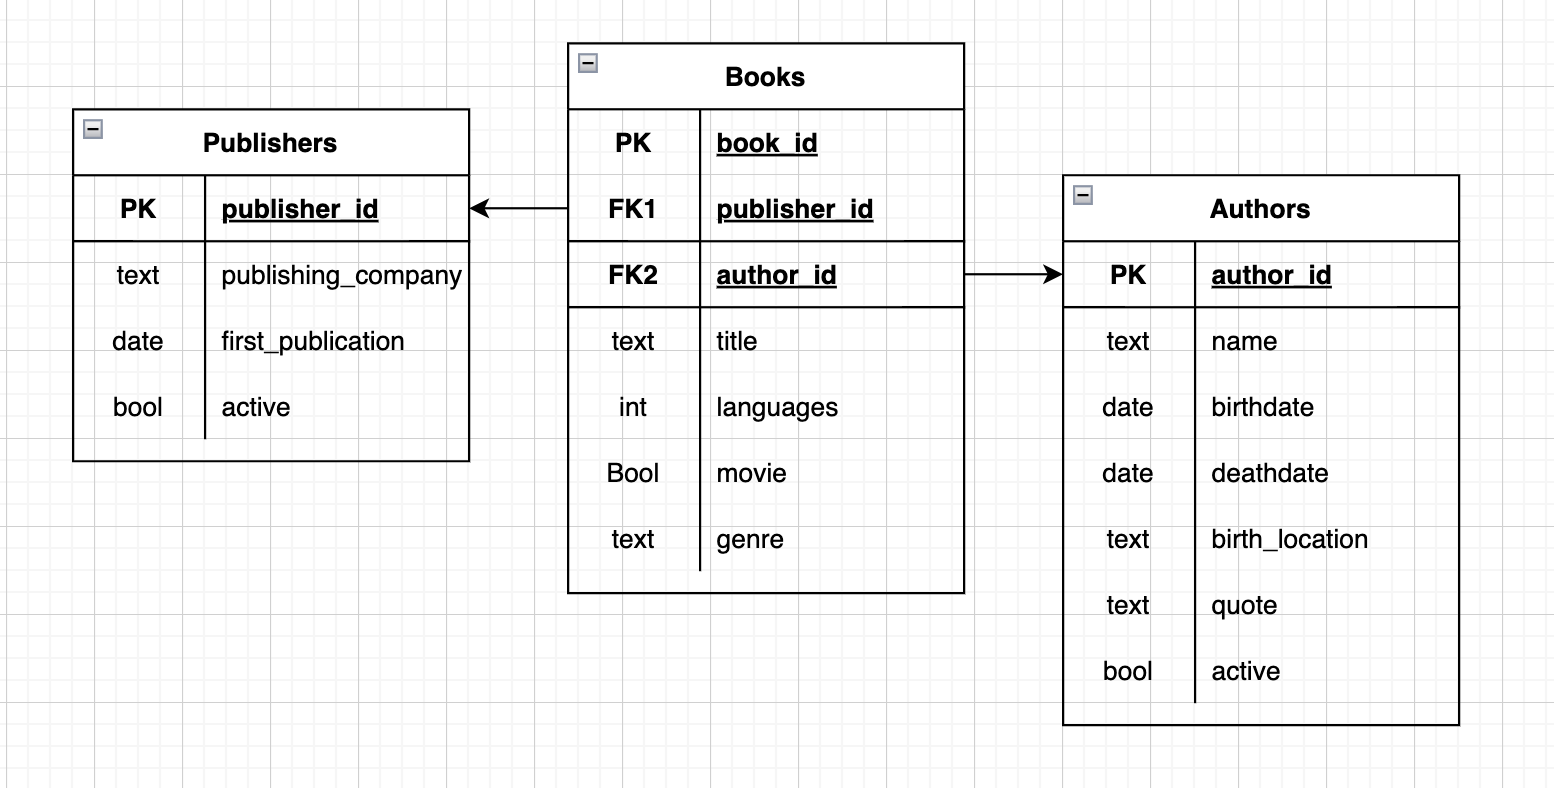 Publishers
PK publisher_id
text publishing_company
date first_publication
bool active
Books
PK book_id
FK1 publisher_id
FK2 author_id
text title
int languages
Bool movie
text genre
Authors
PK author_id
text name
date birthdate
date deathdate
text birth_location
text quote
bool active